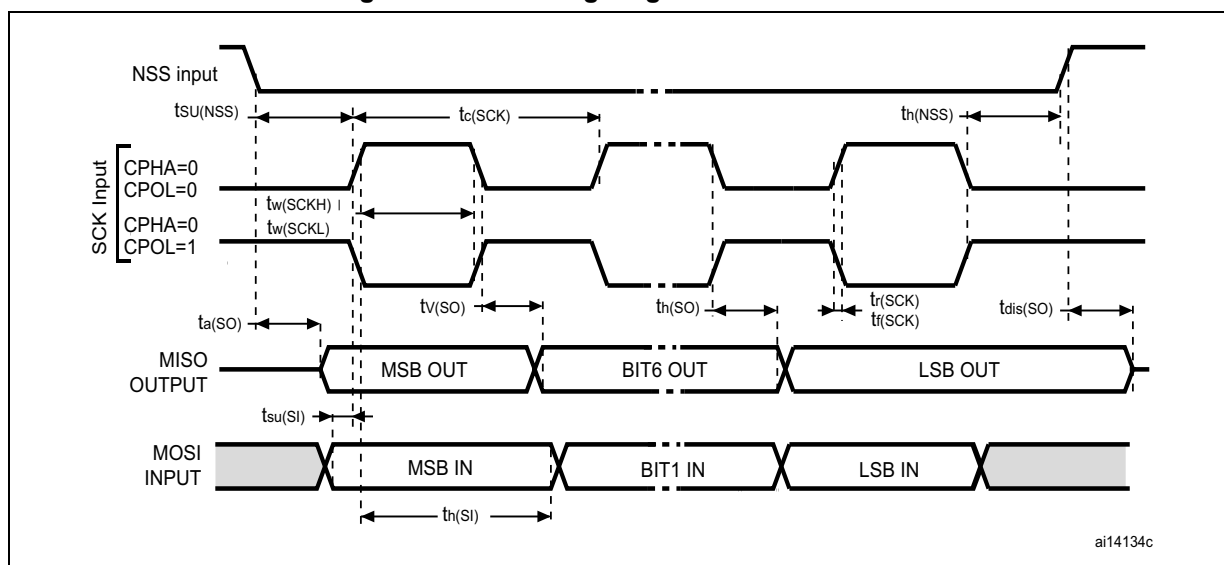 NSS input
tSU(NSS)
tc(SCK)
th(NSS)
SCK Input
CPHA=0
CPOL=0
tw(SCKH)
CPHA=0
tw(SCKL)
CPOL=1
tV(SO)
th(SO)
tr(SCK)
tf(SCK)
ta(SO)
tdis(SO)
MISO
OUTPUT
MSB OUT
BIT6 OUT
LSB OUT
tsu(SI)
MOSI
INPUT
MSB IN
BIT1 IN
LSB IN
th(SI)
ai14134c